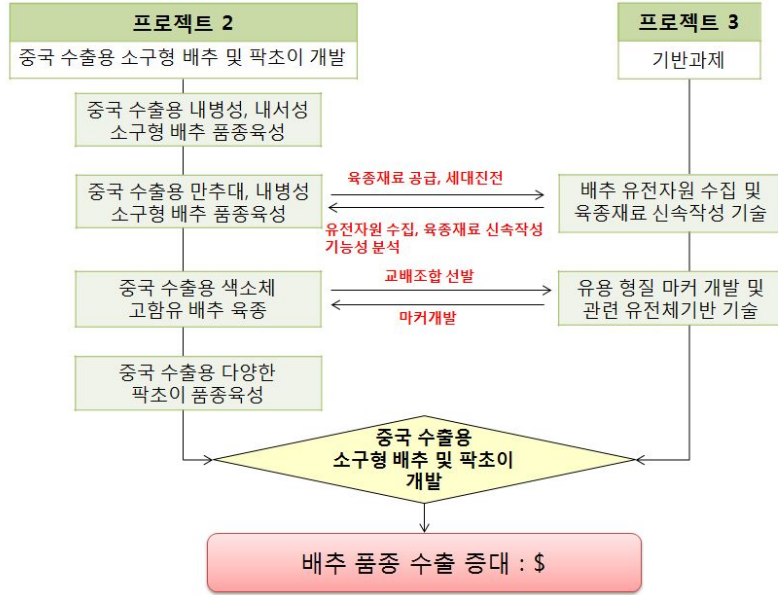 프로젝트 2
중국 수출용 소구형 배추 및 팍초이 개발
중국 수출용 내병성, 내서성
소구형 배추 품종육성
중국 수출용 만추대, 내병성
소구형 배추 품종육성
중국 수출용 색소체
고함유 배추 육종
중국 수출용 다양한
팍초이 품종육성
육종재료 공급, 세대진전
유전자원 수집, 육종재료 신속작성
기능성 분석
교배조합 선발
마커개발
프로젝트 3
기반과제
배추 유전자원 수집 및
육종재료 신속작성 기술
유용 형질 마커 개발 및
관련 유전체기반 기술
중국 수출용
소구형 배추 및 팍초이
개발
배추 품종 수출 증대 : $